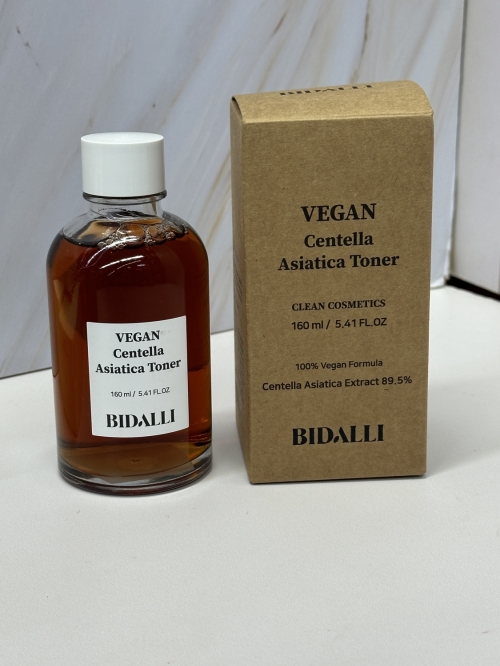 VEGAN
Centella
Asiatica Toner
160 ml / 5.41 FL.OZ
BIDALLI
BIDALLI
VEGAN
Centella
Asiatica Toner
CLEAN COSMETICS
160 ml / 5.41 FL.OZ
100% Vegan Formula
Centella Asiatica Extract 89.5%
BIDALLI